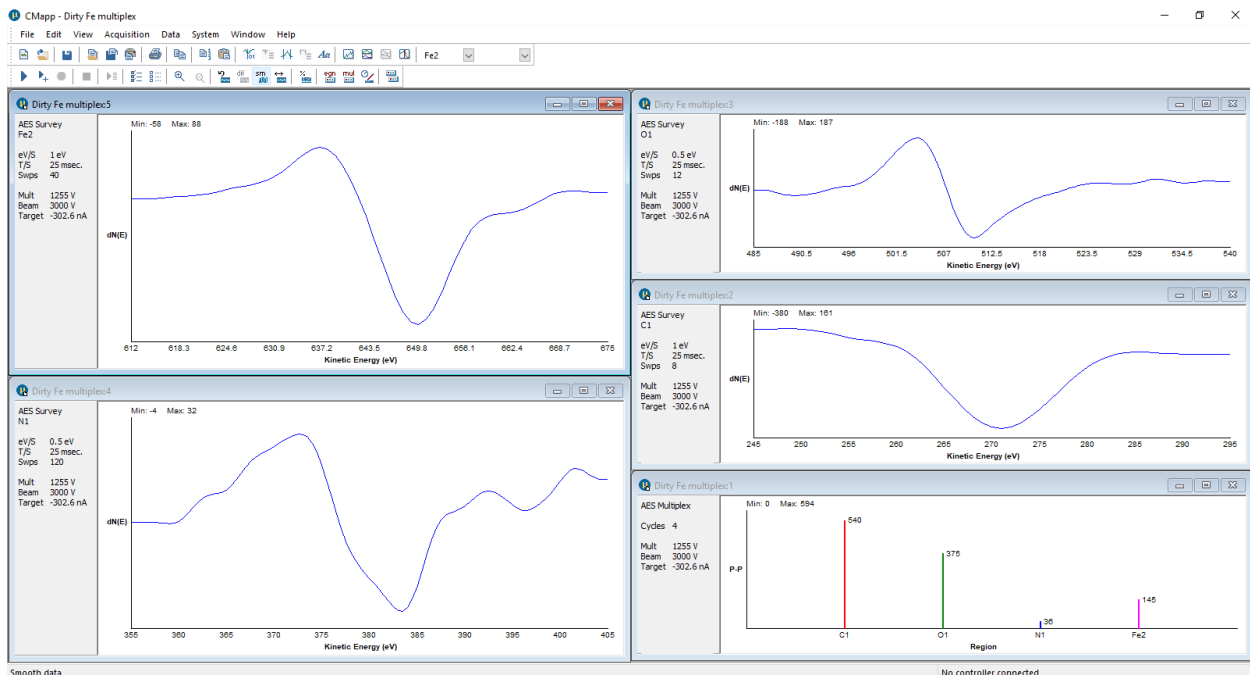 CMapp - Dirty Fe multiplex
File Edit View Acquisition Data System Window Help
Fe2
Dirty Fe multiplex:5
AES Survey
Fe2
eV/S 1 eV
T/S 25 msec.
Swps 40
Mult 1255 V
Beam 3000 V
Target -302.6 nA
Min: -58 Max: 88
dN(E)
612 618.3 624.6 630.9 637.2 643.5 649.8 656.1 662.4 668.7 675
Kinetic Energy (eV)
Dirty Fe multiplex:4
AES Survey
N1
eV/S 0.5 eV
T/S 25 msec.
Swps 120
Mult 1255 V
Beam 3000 V
Target -302.6 nA
Min: -4 Max: 32
dN(E)
355 360 365 370 375 380 385 390 395 400 405
Kinetic Energy (eV)
Dirty Fe multiplex:3
AES Survey
O1
eV/S 0.5 eV
T/S 25 msec.
Swps 12
Mult 1255 V
Beam 3000 V
Target -302.6 nA
Min: -188 Max: 187
dN(E)
485 490.5 496 501.5 507 512.5 518 523.5 529 534.5 540
Kinetic Energy (eV)
Dirty Fe multiplex:2
AES Survey
C1
eV/S 1 eV
T/S 25 msec.
Swps 8
Mult 1255 V
Beam 3000 V
Target -302.6 nA
Min: -380 Max: 161
dN(E)
245 250 255 260 265 270 275 280 285 290 295
Kinetic Energy (eV)
Dirty Fe multiplex:1
AES Multiplex
Cycles 4
Mult 1255 V
Beam 3000 V
Target -302.6 nA
Min: 0 Max: 594
P-P
540
375
36
145
C1 O1 N1 Fe2
Region
Smooth data
No controller connected